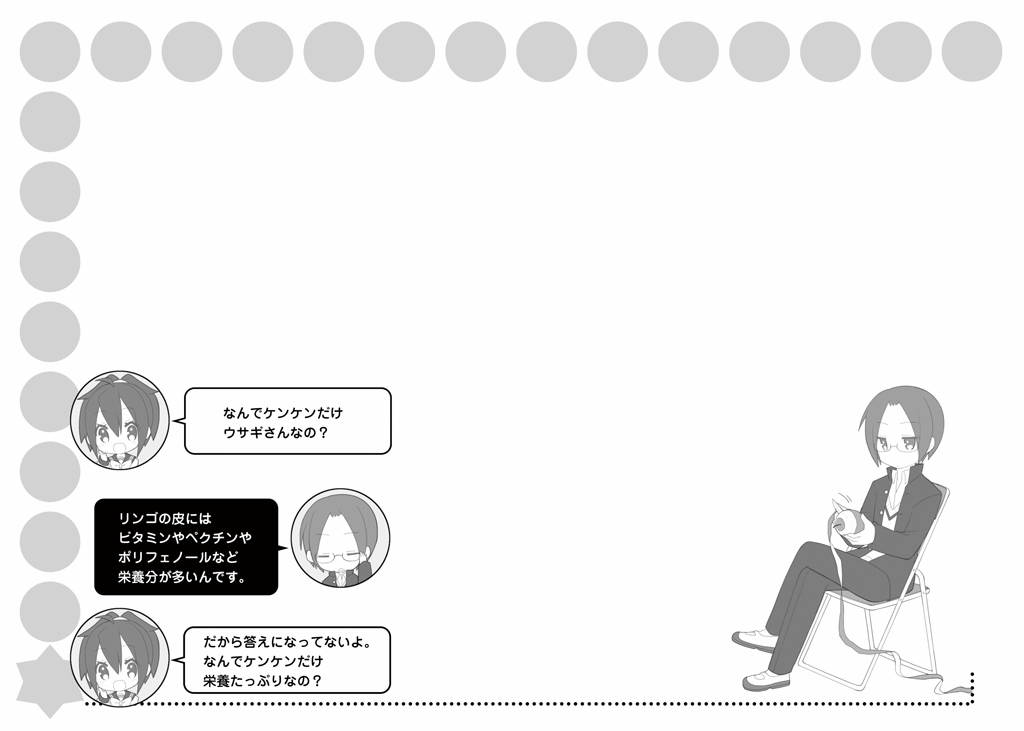 なんでケンケンだけ
ウサギさんなの？
リンゴの皮には
ビタミンやペクチンや
ポリフェノールなど
栄養分が多いんです。
だから答えになってないよ。
なんでケンケンだけ
栄養たっぷりなの？